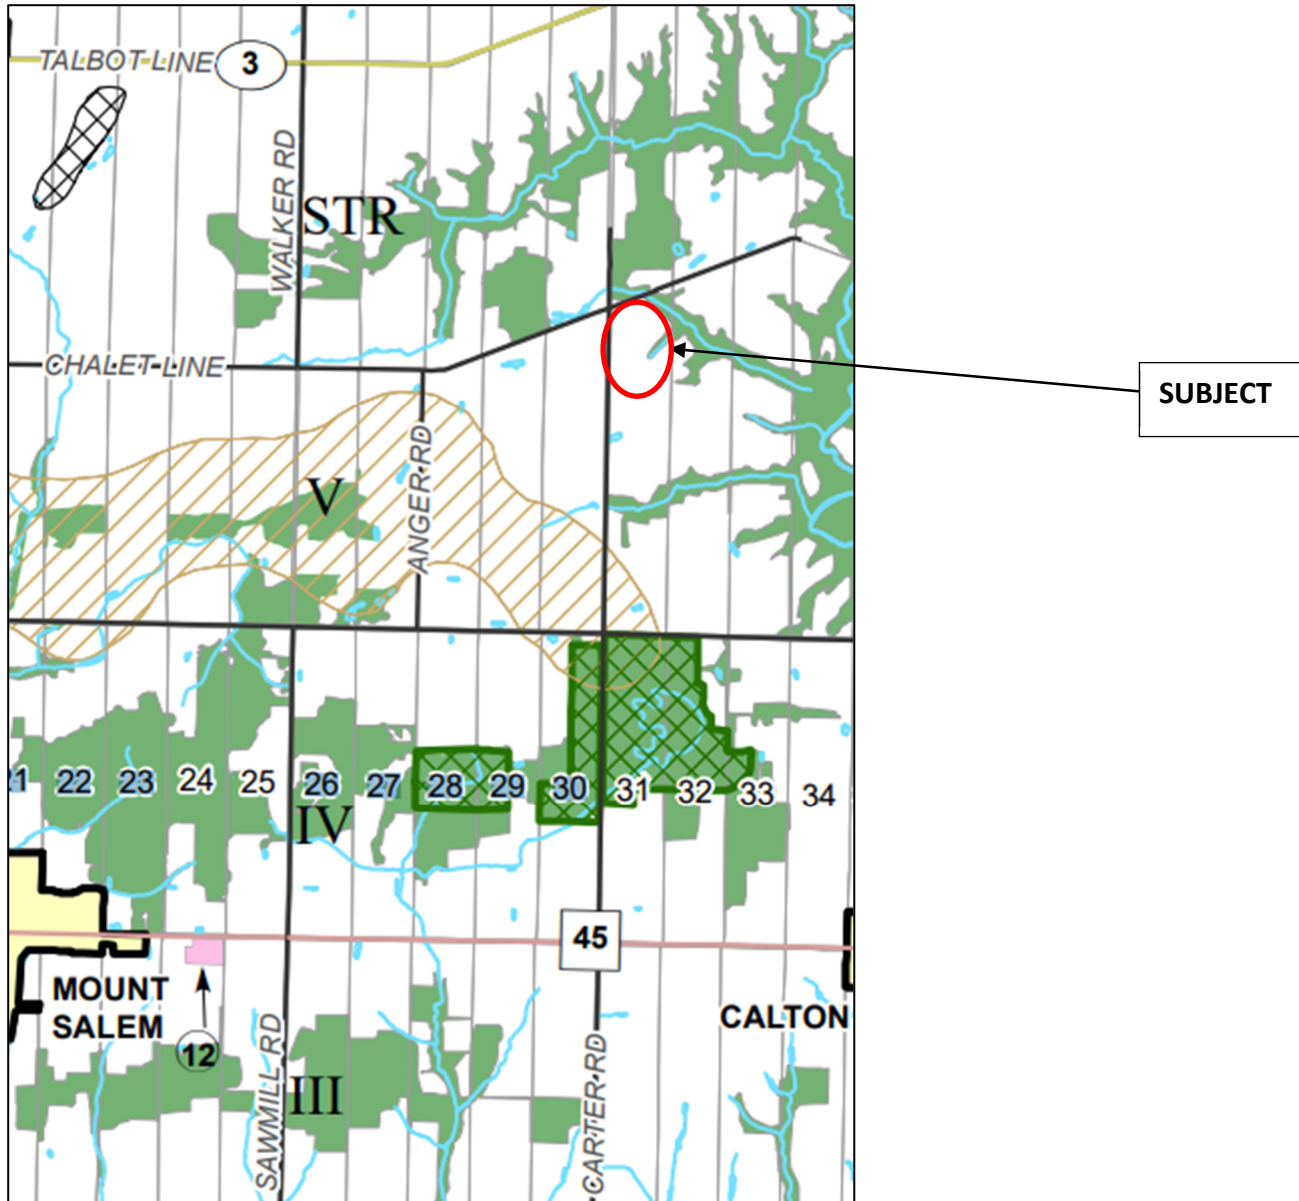 TALBOT LINE
3
WALKER RD
STR
CHALET LINE
SUBJECT
ANGER RD
V
21 22 23 24 25 26 27 28 29 30 31 32 33 34
IV
45
MOUNT
SALEM
CALTON
12
SAWMILL RD
III
CARTER RD